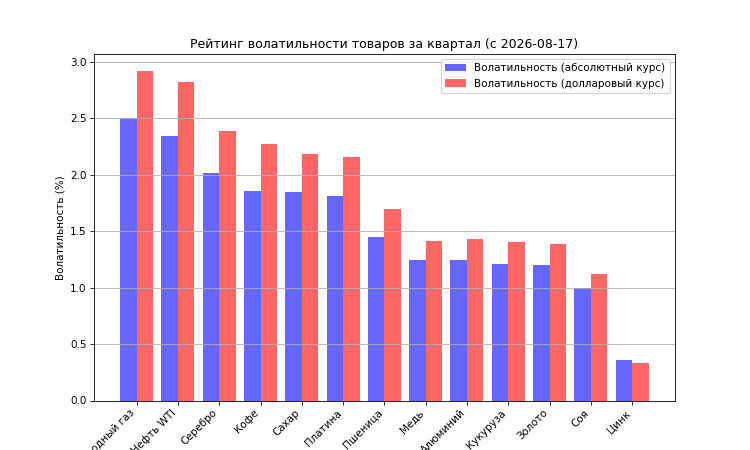 Рейтинг волатильности товаров за квартал (с 2026-08-17)
Волатильность (абсолютный курс)
Волатильность (долларовый курс)
Волатильность (%)
3.0
2.5
2.0
1.5
1.0
0.5
0.0
газ
Нефть WTI
Серебро
Кофе
Сахар
Платина
Пшеница
Медь
Алюминий
Кукуруза
Золото
Соя
Цинк